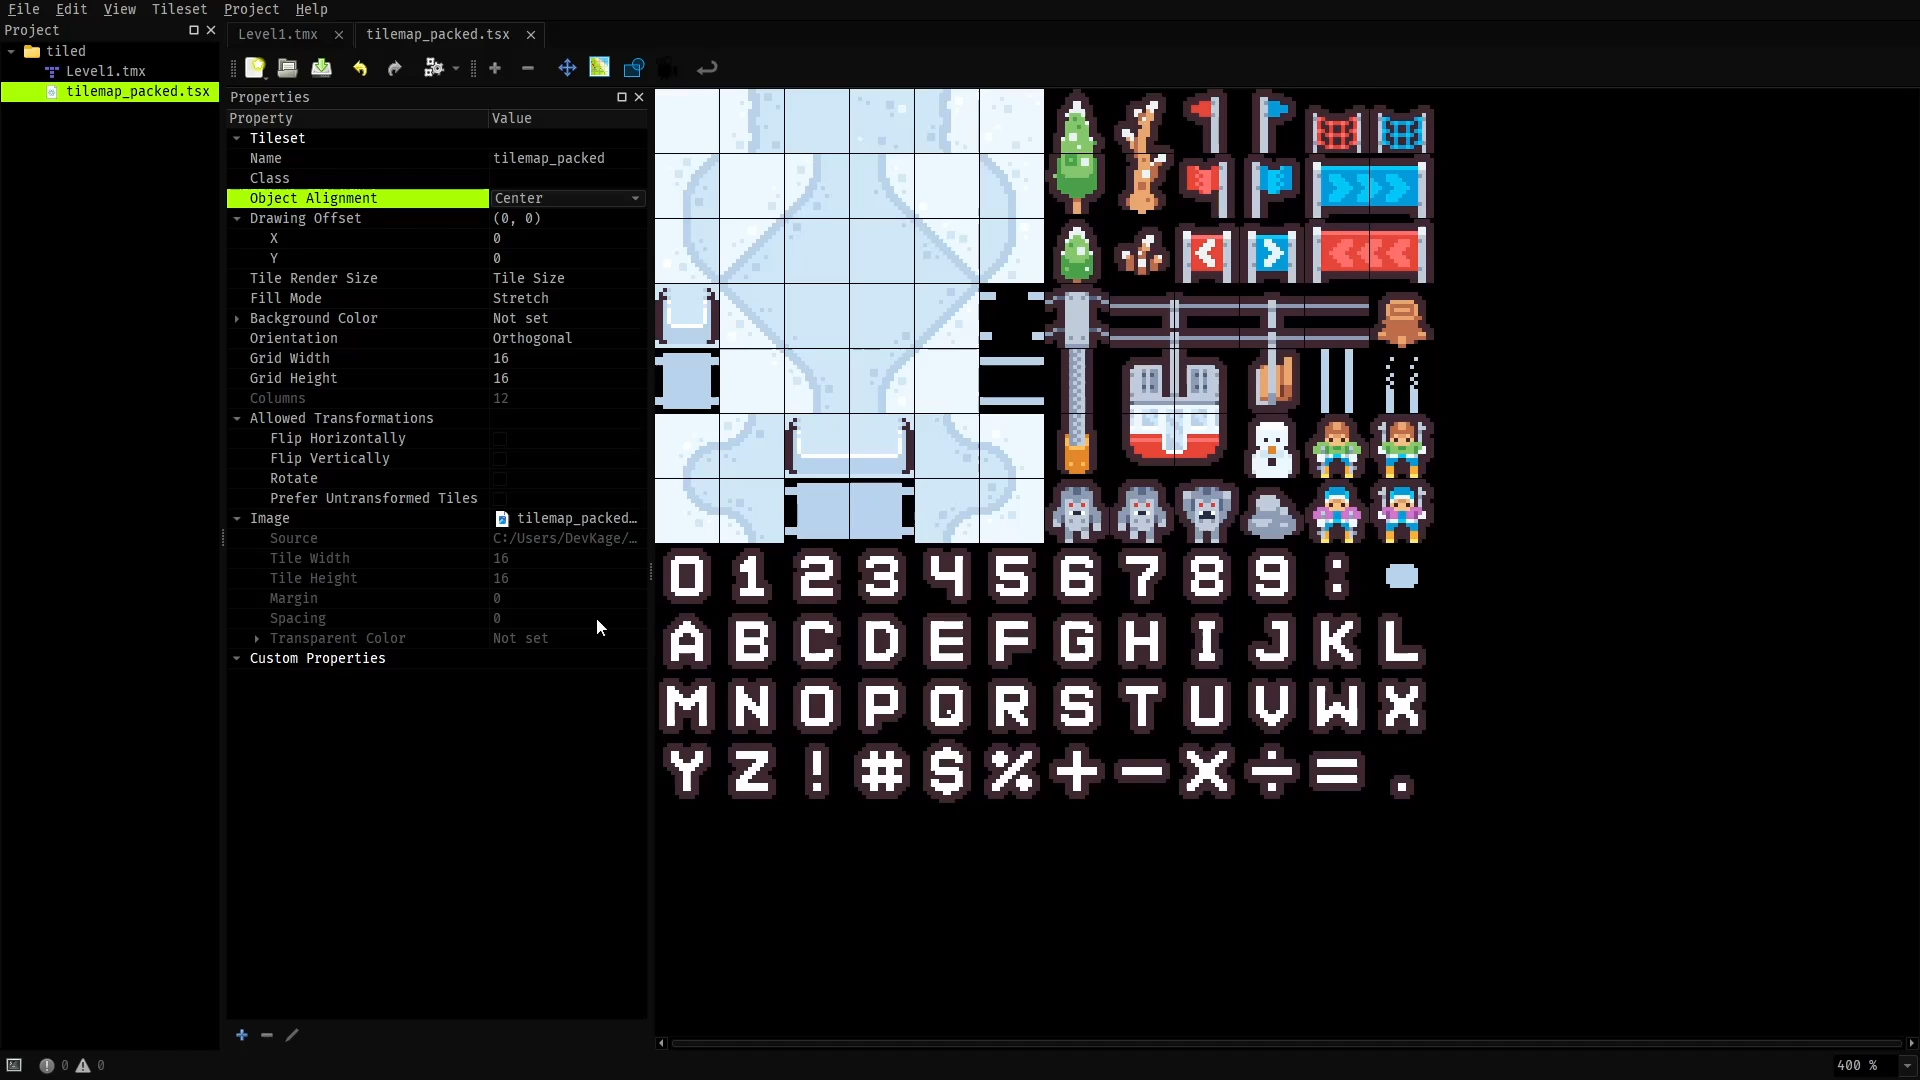 File Edit View Tileset Project Help
Project
Level1.tmx
tilemap_packed.tsx
tiled
Level1.tmx
tilemap_packed.tsx
Properties
Property Value
Tileset
Name tilemap_packed
Class
Object Alignment Center
Drawing Offset (0, 0)
X 0
Y 0
Tile Render Size Tile Size
Fill Mode Stretch
Background Color Not set
Orientation Orthogonal
Grid Width 16
Grid Height 16
Columns 12
Allowed Transformations
Flip Horizontally
Flip Vertically
Rotate
Prefer Untransformed Tiles
Image tilemap_packed…
Source C:/Users/DevKage/…
Tile Width 16
Tile Height 16
Margin 0
Spacing 0
Transparent Color Not set
Custom Properties
0 1 2 3 4 5 6 7 8 9 :
A B C D E F G H I J K L
M N O P Q R S T U V W X
Y Z ! # $ % + − × ÷ = .
0 0
400 %